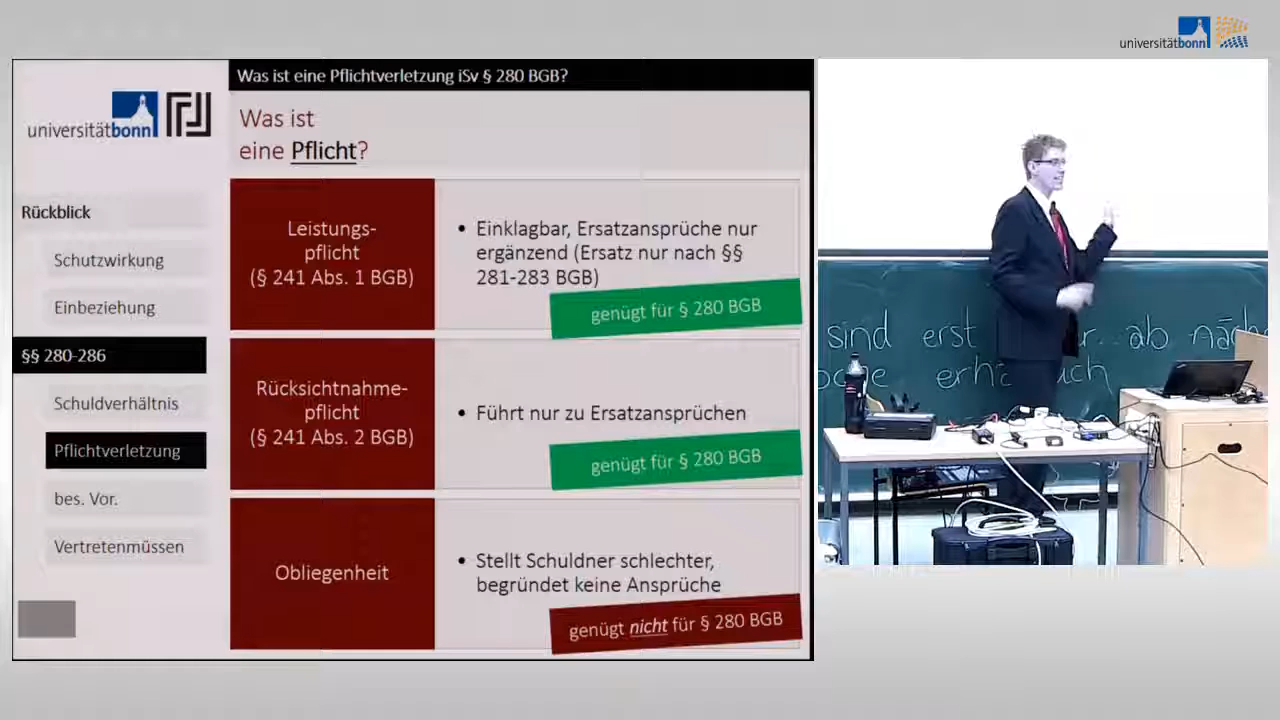 universitätbonn
Was ist eine Pflichtverletzung iSv § 280 BGB?
universitätbonn
Was ist
eine Pflicht?
Rückblick
Schutzwirkung
Einbeziehung
§§ 280-286
Schuldverhältnis
Pflichtverletzung
bes. Vor.
Vertretenmüssen
Leistungs-
pflicht
(§ 241 Abs. 1 BGB)
• Einklagbar, Ersatzansprüche nur
ergänzend (Ersatz nur nach §§
281-283 BGB)
genügt für § 280 BGB
Rücksichtnahme-
pflicht
(§ 241 Abs. 2 BGB)
• Führt nur zu Ersatzansprüchen
genügt für § 280 BGB
Obliegenheit
• Stellt Schuldner schlechter,
begründet keine Ansprüche
genügt nicht für § 280 BGB
sind erst ab